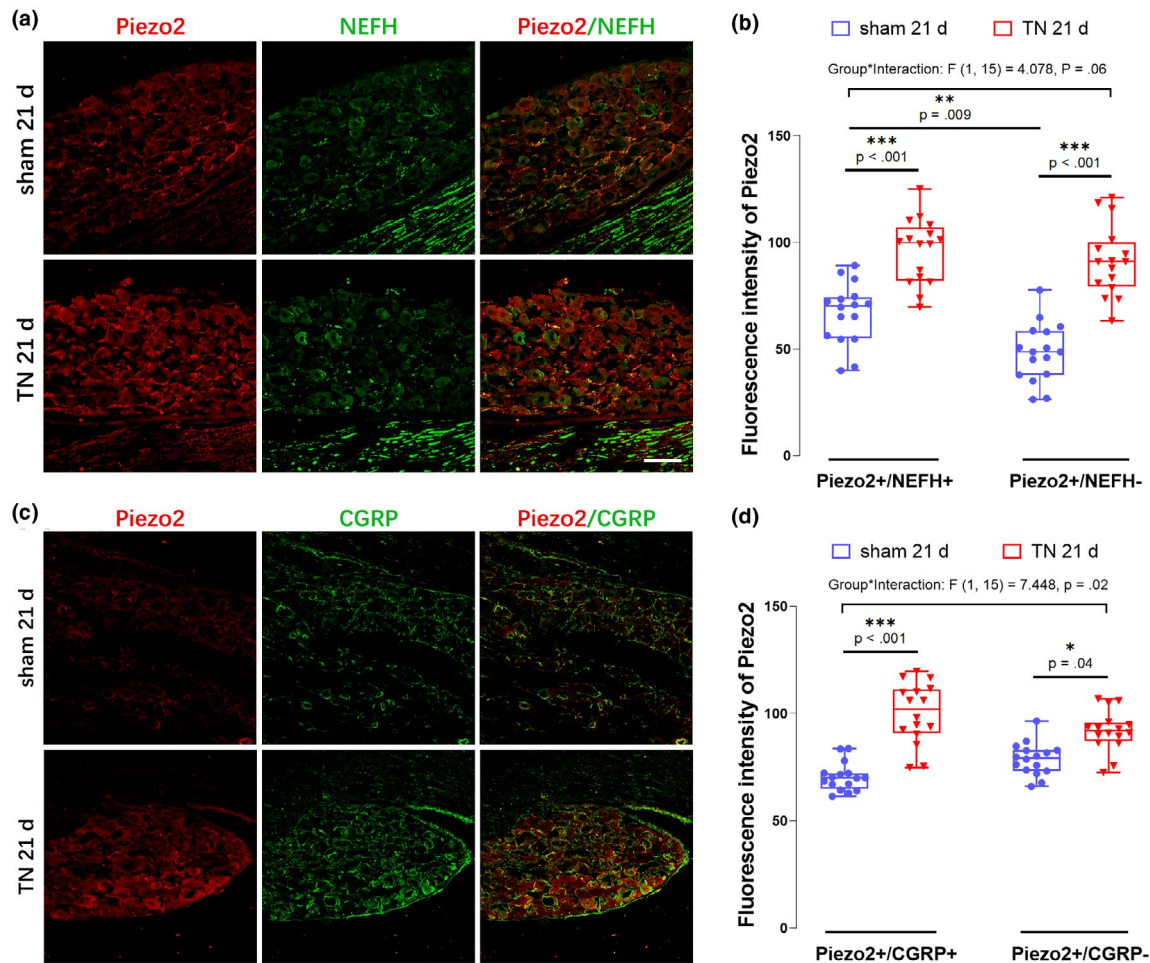 (a)
Piezo2 NEFH Piezo2/NEFH
sham 21 d
TN 21 d
(b)
sham 21 d TN 21 d
Group*Interaction: F (1, 15) = 4.078, P = .06
**
p = .009
***
p < .001
***
p < .001
Fluorescence intensity of Piezo2
150
100
50
0
Piezo2+/NEFH+ Piezo2+/NEFH-
(c)
Piezo2 CGRP Piezo2/CGRP
sham 21 d
TN 21 d
(d)
sham 21 d TN 21 d
Group*Interaction: F (1, 15) = 7.448, p = .02
***
p < .001
*
p = .04
Fluorescence intensity of Piezo2
150
100
50
0
Piezo2+/CGRP+ Piezo2+/CGRP-